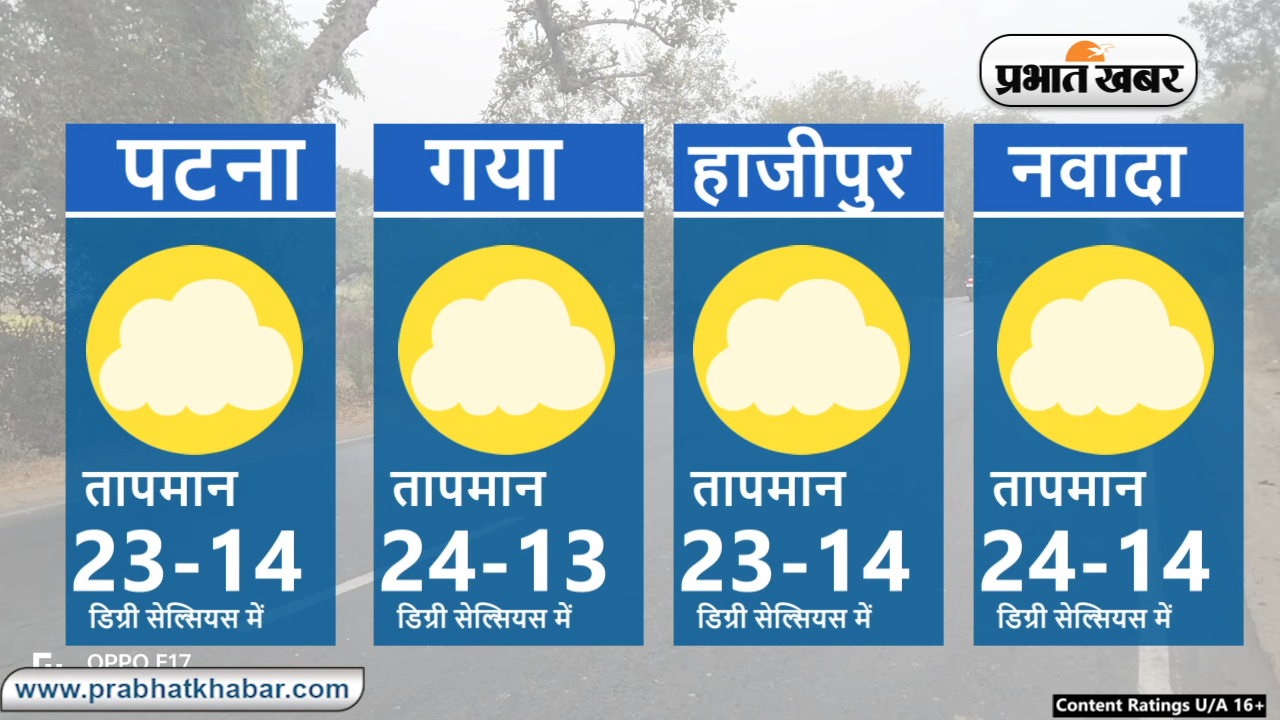 प्रभात खबर
पटना
गया
हाजीपुर
नवादा
तापमान
23-14
डिग्री सेल्सियस में
तापमान
24-13
डिग्री सेल्सियस में
तापमान
23-14
डिग्री सेल्सियस में
तापमान
24-14
डिग्री सेल्सियस में
OPPO F17
www.prabhatkhabar.com
Content Ratings U/A 16+